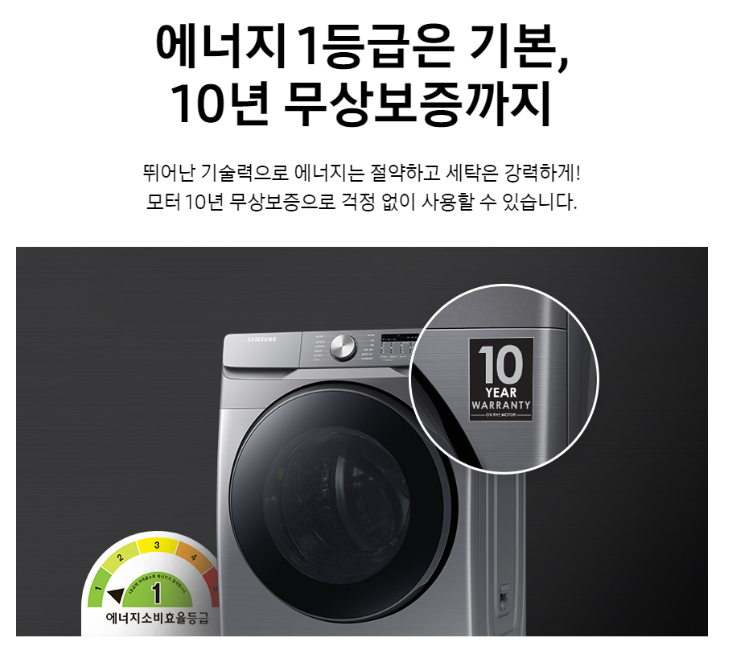 에너지 1등급은 기본,
10년 무상보증까지
뛰어난 기술력으로 에너지는 절약하고 세탁은 강력하게!
모터 10년 무상보증으로 걱정 없이 사용할 수 있습니다.
SAMSUNG
10
YEAR
WARRANTY
ON THE MOTOR
1 2 3 4 5
1
에너지소비효율등급